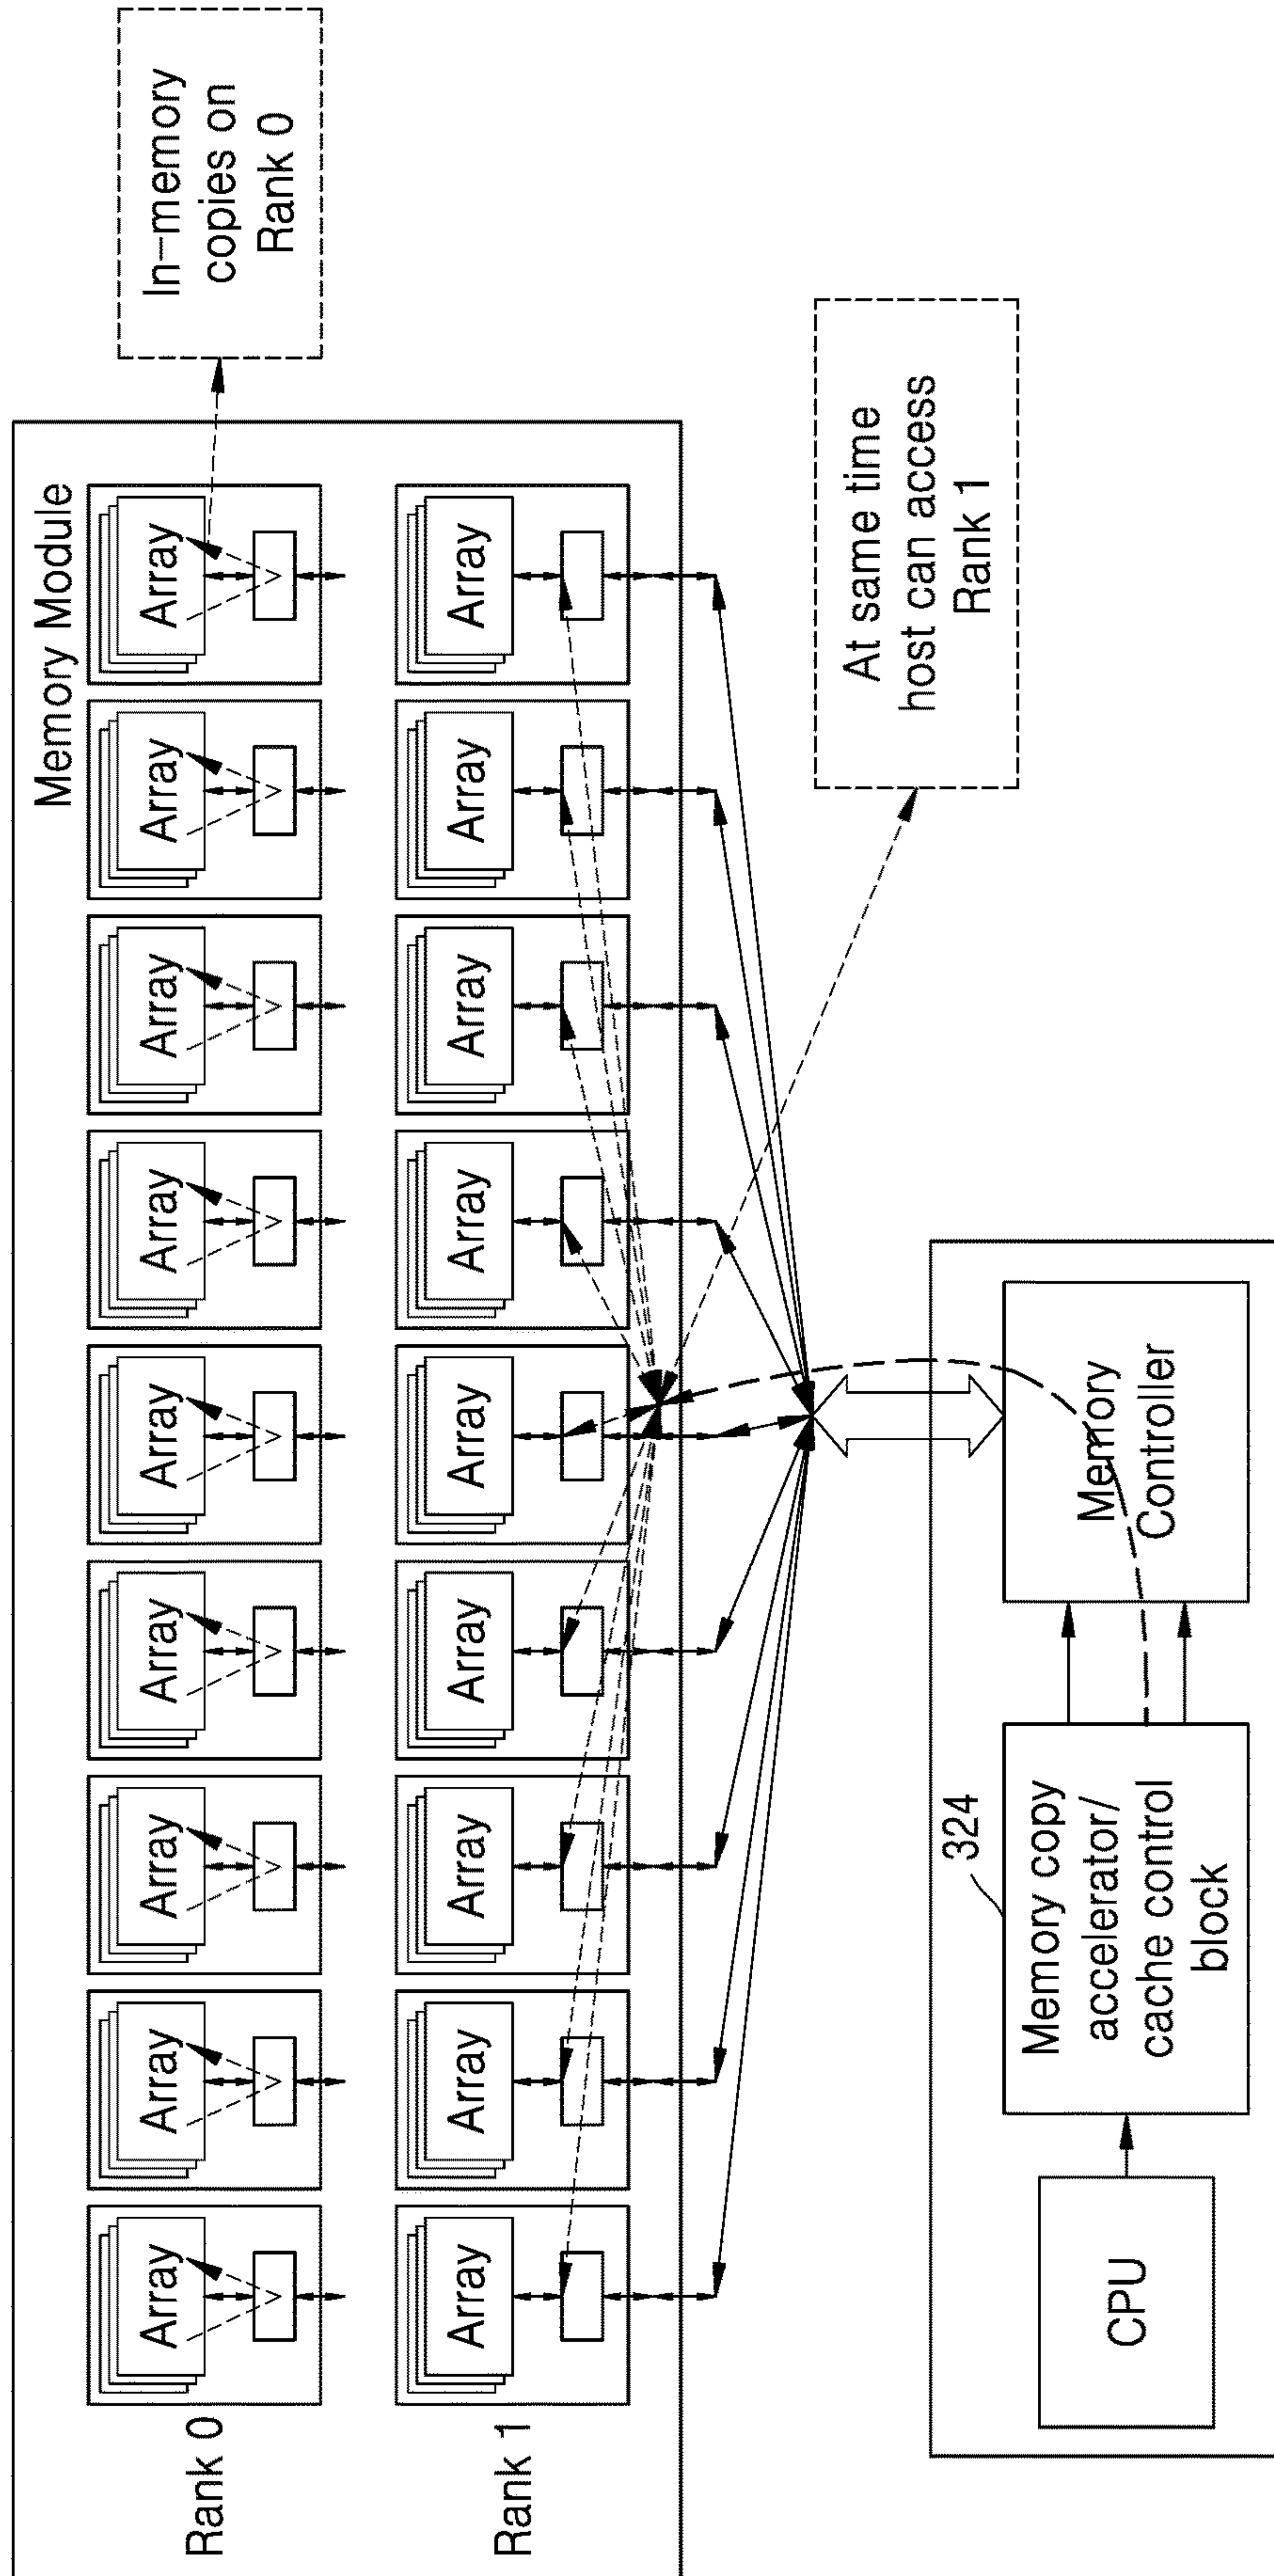 Memory Module
Rank 0
Array
Array
Array
Array
Array
Array
Array
Array
Array
In-memory
copies on
Rank 0
Rank 1
Array
Array
Array
Array
Array
Array
Array
Array
Array
At same time
host can access
Rank 1
CPU
324
Memory copy
accelerator/
cache control
block
Memory
Controller